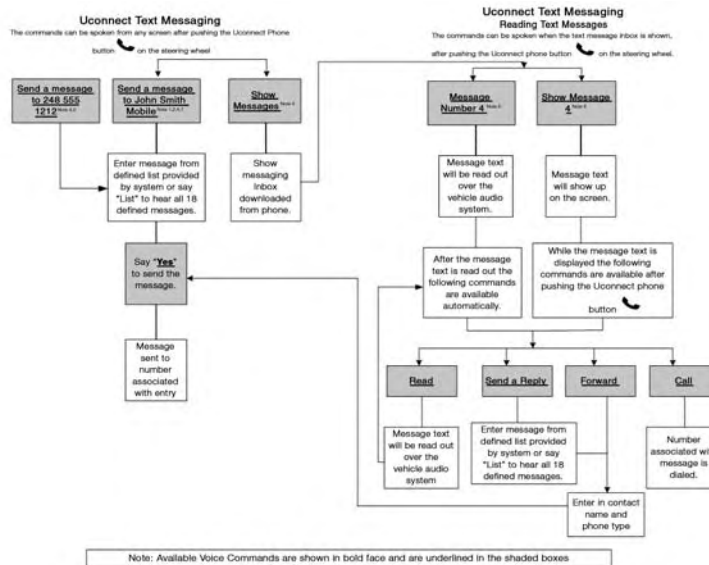 Uconnect Text Messaging
The commands can be spoken from any screen after pushing the Uconnect Phone
button on the steering wheel
Send a message
to 248 555
1212
Send a message
to John Smith
Mobile
Show
Messages
Enter message from
defined list provided
by system or say
"List" to hear all 18
defined messages.
Show
messaging
Inbox
downloaded
from phone.
Say "Yes"
to send the
message.
Message
sent to
number
associated
with entry
Uconnect Text Messaging
Reading Text Messages
The commands can be spoken when the text message inbox is shown,
after pushing the Uconnect phone button on the steering wheel.
Message
Number 4
Show Message
4
Message text
will be read out
over the
vehicle audio
system.
Message text
will show up
on the screen.
After the message
text is read out the
following commands
are available
automatically.
While the message text is
displayed the following
commands are available after
pushing the Uconnect phone
button
Read
Send a Reply
Forward
Call
Message text
will be read out
over the
vehicle audio
system
Enter message from
defined list provided
by system or say
"List" to hear all 18
defined messages.
Number
associated wit
message is
dialed.
Enter in contact
name and
phone type
Note: Available Voice Commands are shown in bold face and are underlined in the shaded boxes